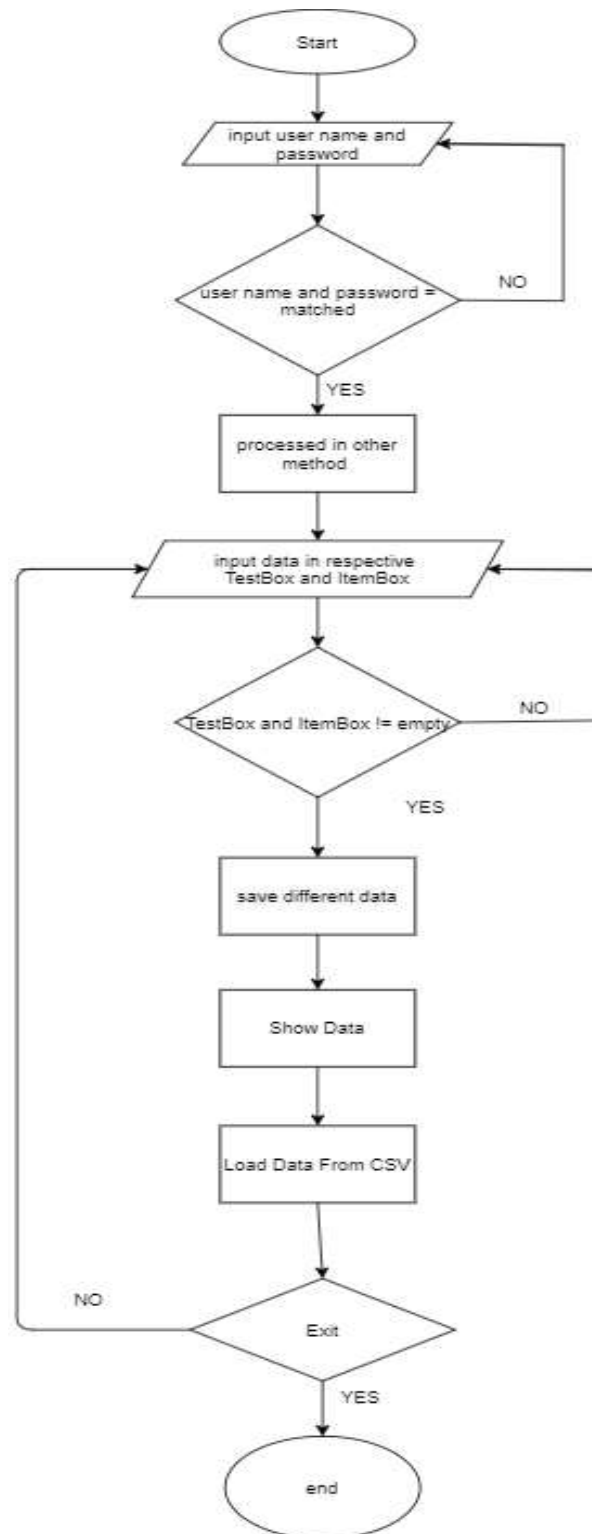 Start
input user name and
password
user name and password =
matched
NO
YES
processed in other
method
input data in respective
TestBox and ItemBox
TestBox and ItemBox != empty
NO
YES
save different data
Show Data
Load Data From CSV
NO
Exit
YES
end